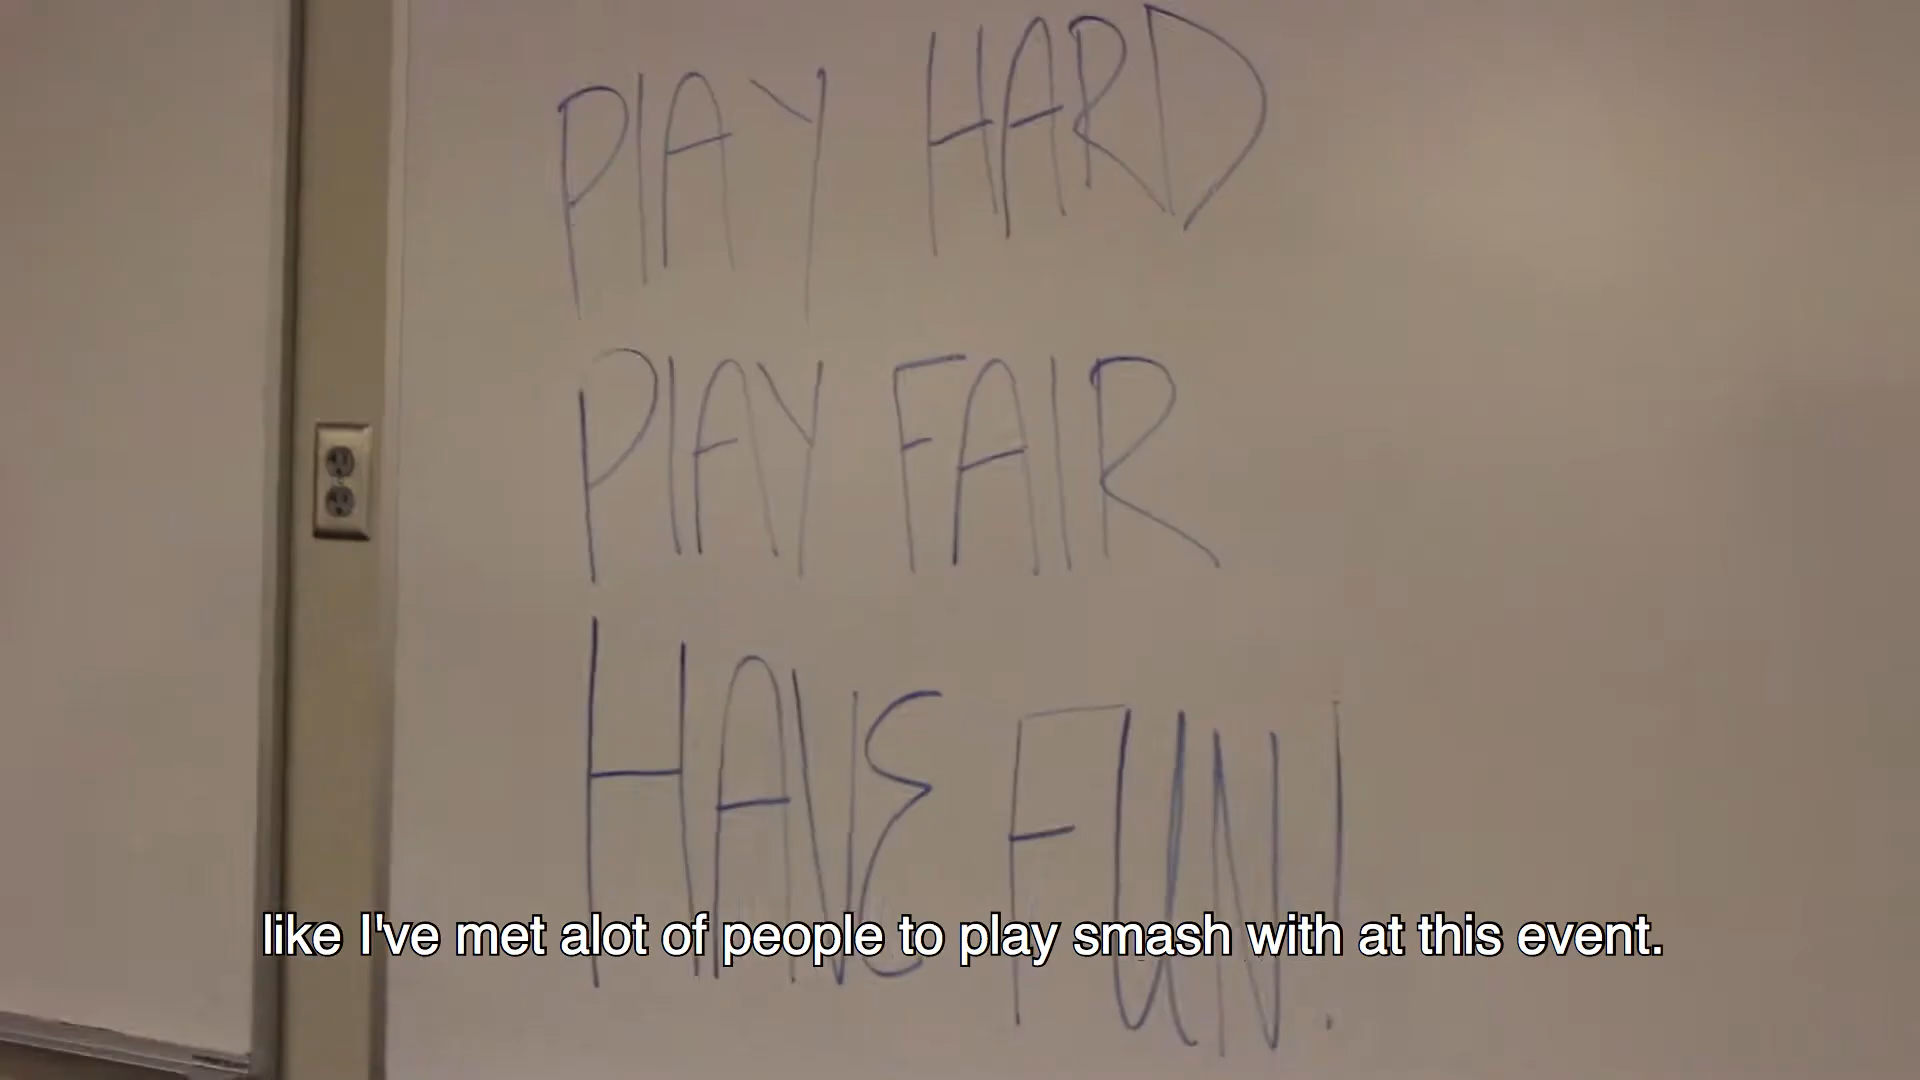 PLAY HARD
PLAY FAIR
HAVE FUN!
like I've met alot of people to play smash with at this event.